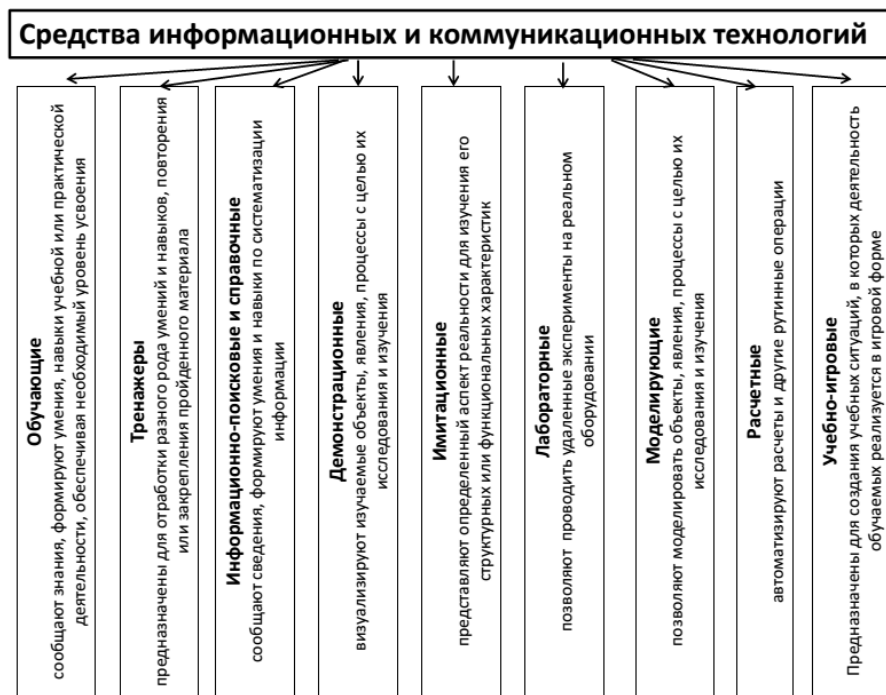 Средства информационных и коммуникационных технологий
Обучающие
сообщают знания, формируют умения, навыки учебной или практической
деятельности, обеспечивая необходимый уровень усвоения
Тренажеры
предназначены для отработки разного рода умений и навыков, повторения
или закрепления пройденного материала
Информационно-поисковые и справочные
сообщают сведения, формируют умения и навыки по систематизации
информации
Демонстрационные
визуализируют изучаемые объекты, явления, процессы с целью их
исследования и изучения
Имитационные
представляют определенный аспект реальности для изучения его
структурных или функциональных характеристик
Лабораторные
позволяют проводить удаленные эксперименты на реальном
оборудовании
Моделирующие
позволяют моделировать объекты, явления, процессы с целью их
исследования и изучения
Расчетные
автоматизируют расчеты и другие рутинные операции
Учебно-игровые
Предназначены для создания учебных ситуаций, в которых деятельность
обучаемых реализуется в игровой форме